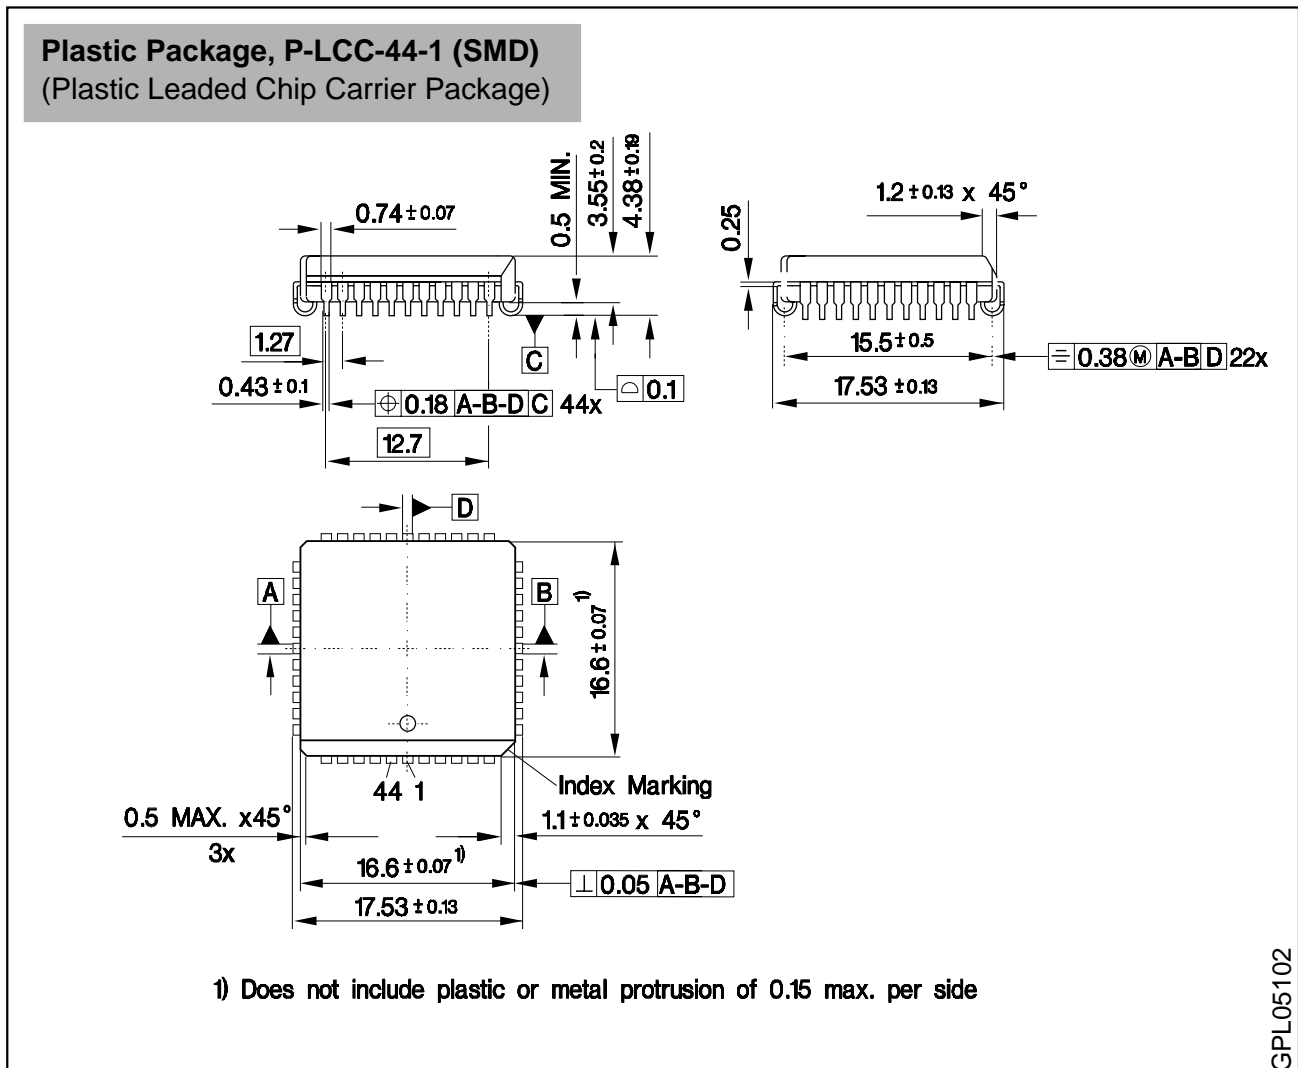 Plastic Package, P-LCC-44-1 (SMD)
(Plastic Leaded Chip Carrier Package)
0.74 ± 0.07
0.5 MIN.
3.55 ± 0.2
4.38 ± 0.19
1.27
0.43 ± 0.1
C
⌖ 0.18 A-B-D C 44x
⌓ 0.1
12.7
0.25
1.2 ± 0.13 x 45°
15.5 ± 0.5
⌯ 0.38 Ⓜ A-B D 22x
17.53 ± 0.13
D
A
B
16.6 ± 0.07 1)
44 1
Index Marking
0.5 MAX. x45°
3x
1.1 ± 0.035 x 45°
16.6 ± 0.07 1)
⊥ 0.05 A-B-D
17.53 ± 0.13
1) Does not include plastic or metal protrusion of 0.15 max. per side
GPL05102